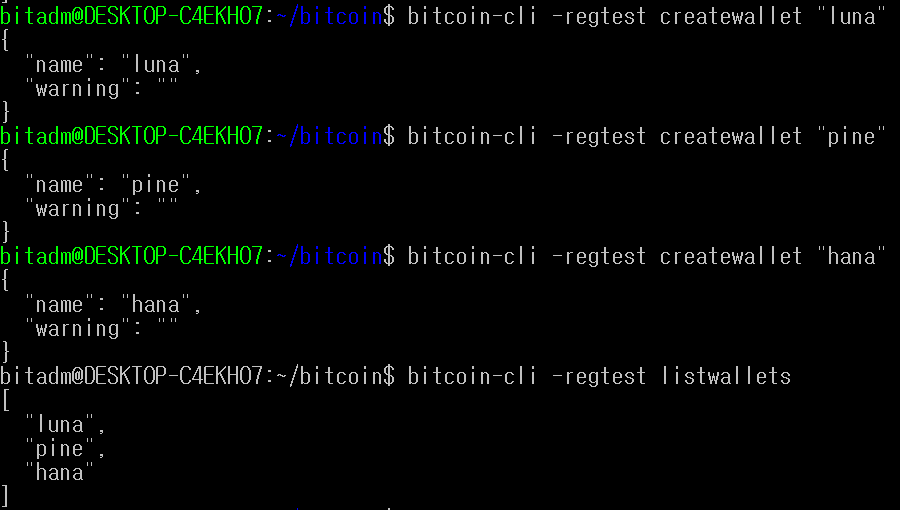 bitadm@DESKTOP-C4EKHO7:~/bitcoin$ bitcoin-cli -regtest createwallet "luna"
{
  "name": "luna",
  "warning": ""
}
bitadm@DESKTOP-C4EKHO7:~/bitcoin$ bitcoin-cli -regtest createwallet "pine"
{
  "name": "pine",
  "warning": ""
}
bitadm@DESKTOP-C4EKHO7:~/bitcoin$ bitcoin-cli -regtest createwallet "hana"
{
  "name": "hana",
  "warning": ""
}
bitadm@DESKTOP-C4EKHO7:~/bitcoin$ bitcoin-cli -regtest listwallets
[
  "luna",
  "pine",
  "hana"
]